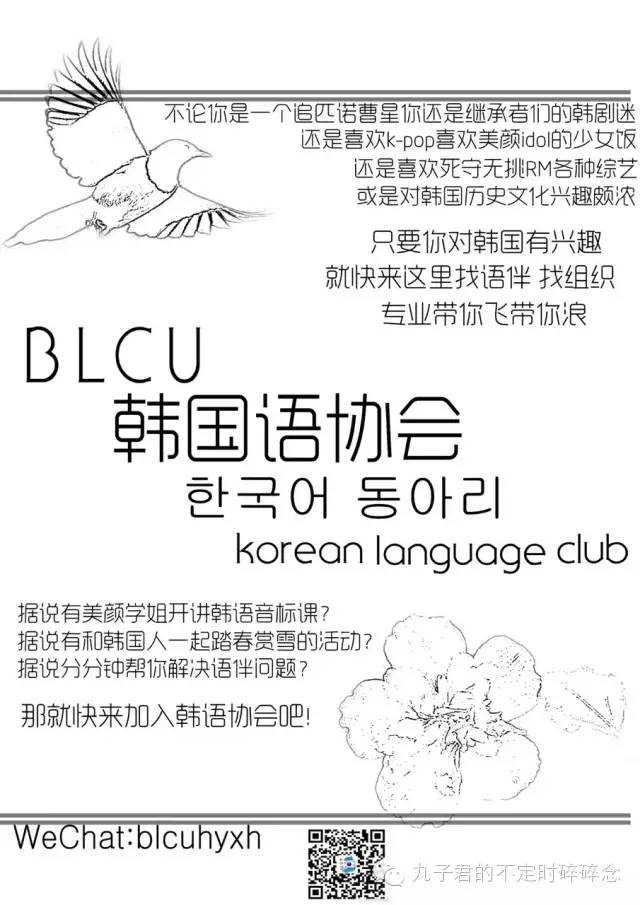 不论你是一个追匹诺曹星你还是继承者们的韩剧迷
还是喜欢k-pop喜欢美颜idol的少女饭
还是喜欢死守无挑RM各种综艺
或是对韩国历史文化兴趣颇浓
只要你对韩国有兴趣
就快来这里找语伴 找组织
专业带你飞带你浪
BLCU
韩国语协会
한국어 동아리
korean language club
据说有美颜学姐开讲韩语音标课?
据说有和韩国人一起踏春赏雪的活动?
据说分分钟帮你解决语伴问题?
那就快来加入韩语协会吧!
WeChat:blcuhyxh
丸子君的不定时碎碎念